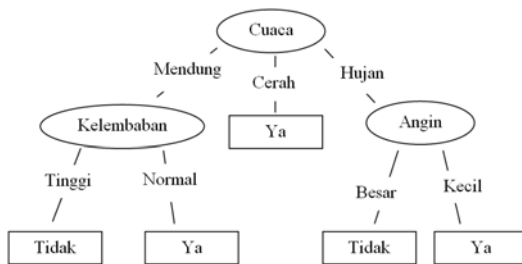 Cuaca
Mendung
Cerah
Hujan
Kelembaban
Ya
Angin
Tinggi
Normal
Besar
Kecil
Tidak
Ya
Tidak
Ya